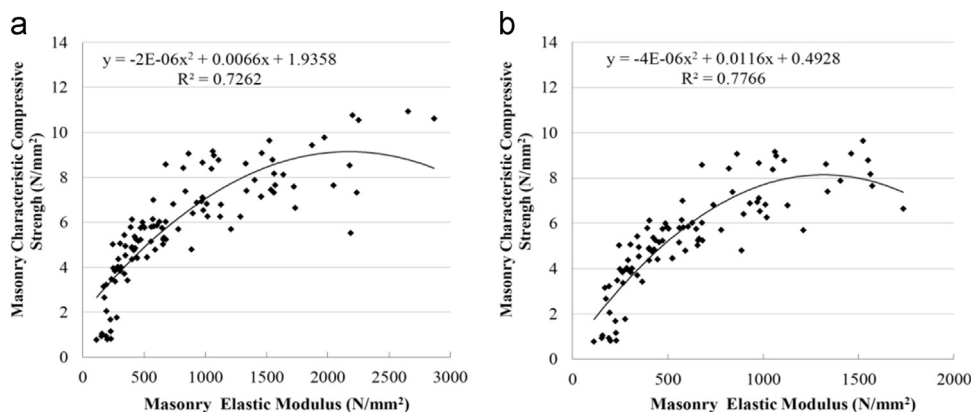 a
14
12
10
8
6
4
2
0
Masonry Characteristic Compressive
Strengh (N/mm²)
y = -2E-06x² + 0.0066x + 1.9358
R² = 0.7262
0 500 1000 1500 2000 2500 3000
Masonry Elastic Modulus (N/mm²)
b
14
12
10
8
6
4
2
0
Masonry Characteristic Compressive
Strengh (N/mm²)
y = -4E-06x² + 0.0116x + 0.4928
R² = 0.7766
0 500 1000 1500 2000
Masonry Elastic Modulus (N/mm²)